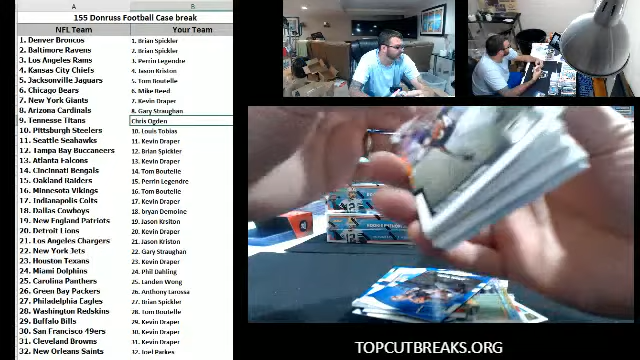 A B
155 Donruss Football Case break
NFL Team Your Team
1. Denver Broncos 1. Brian Spickler
2. Baltimore Ravens 2. Brian Spickler
3. Los Angeles Rams 3. Perrin Legendre
4. Kansas City Chiefs 4. Jason Kriston
5. Jacksonville Jaguars 5. Tom Boutelle
6. Chicago Bears 6. Mike Reed
7. New York Giants 7. Kevin Draper
8. Arizona Cardinals 8. Gary Straughan
9. Tennessee Titans Chris Ogden
10. Pittsburgh Steelers 10. Louis Tobias
11. Seattle Seahawks 11. Kevin Draper
12. Tampa Bay Buccaneers 12. Brian Spickler
13. Atlanta Falcons 13. Kevin Draper
14. Cincinnati Bengals 14. Tom Boutelle
15. Oakland Raiders 15. Perrin Legendre
16. Minnesota Vikings 16. Tom Boutelle
17. Indianapolis Colts 17. Kevin Draper
18. Dallas Cowboys 18. bryan Demoine
19. New England Patriots 19. Jason Kriston
20. Detroit Lions 20. Kevin Draper
21. Los Angeles Chargers 21. Jason Kriston
22. New York Jets 22. Gary Straughan
23. Houston Texans 23. Kevin Draper
24. Miami Dolphins 24. Phil Dahling
25. Carolina Panthers 25. Landen Wong
26. Green Bay Packers 26. Anthony Larossa
27. Philadelphia Eagles 27. Brian Spickler
28. Washington Redskins 28. Tom Boutelle
29. Buffalo Bills 29. Kevin Draper
30. San Francisco 49ers 30. Kevin Draper
31. Cleveland Browns 31. Kevin Draper
32. New Orleans Saints 32. Joel Parkes
TOPCUTBREAKS.ORG